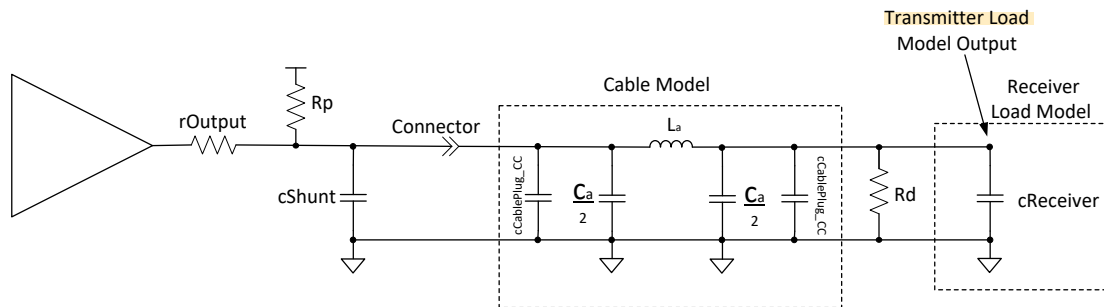 Transmitter Load
Model Output
Receiver
Load Model
Cable Model
Rp
rOutput
Connector
La
cShunt
cCablePlug_CC
Ca
2
Ca
2
cCablePlug_CC
Rd
cReceiver